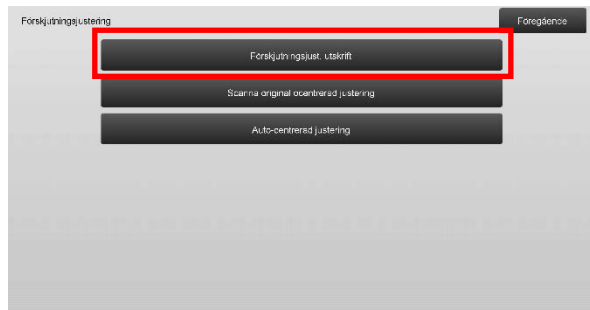 Förskjutningsjustering
Föregående
Förskjutningsjust. utskrift
Scanna original ocentrerad justering
Auto-centrerad justering